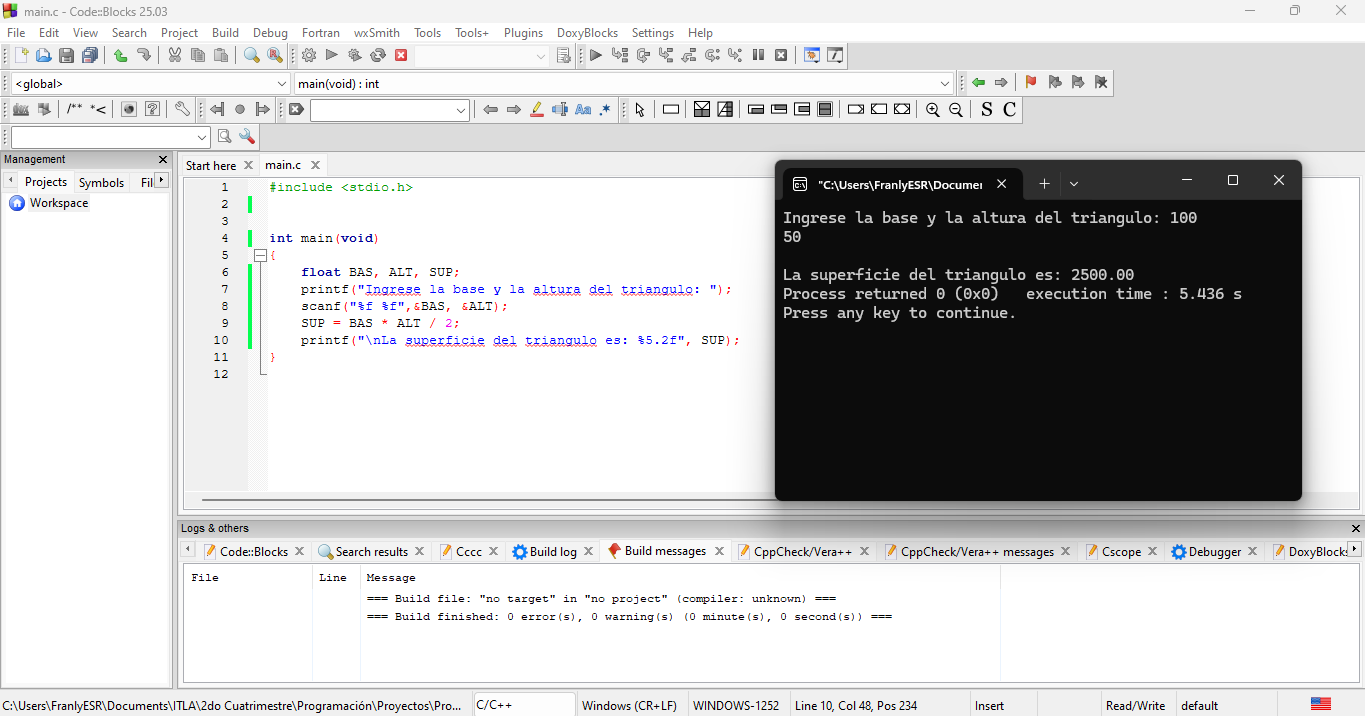 main.c - Code::Blocks 25.03
File Edit View Search Project Build Debug Fortran wxSmith Tools Tools+ Plugins DoxyBlocks Settings Help
<global> main(void) : int
/** *< Aa .* S C
Management
Projects Symbols Fil
Workspace
Start here main.c
1 #include <stdio.h>
2
3
4 int main(void)
5 {
6 float BAS, ALT, SUP;
7 printf("Ingrese la base y la altura del triangulo: ");
8 scanf("%f %f",&BAS, &ALT);
9 SUP = BAS * ALT / 2;
10 printf("\nLa superficie del triangulo es: %5.2f", SUP);
11 }
12
"C:\Users\FranlyESR\Documer
Ingrese la base y la altura del triangulo: 100
50
La superficie del triangulo es: 2500.00
Process returned 0 (0x0) execution time : 5.436 s
Press any key to continue.
Logs & others
Code::Blocks Search results Cccc Build log Build messages CppCheck/Vera++ CppCheck/Vera++ messages Cscope Debugger DoxyBlocks
File Line Message
=== Build file: "no target" in "no project" (compiler: unknown) ===
=== Build finished: 0 error(s), 0 warning(s) (0 minute(s), 0 second(s)) ===
C:\Users\FranlyESR\Documents\ITLA\2do Cuatrimestre\Programación\Proyectos\Pro... C/C++ Windows (CR+LF) WINDOWS-1252 Line 10, Col 48, Pos 234 Insert Read/Write default